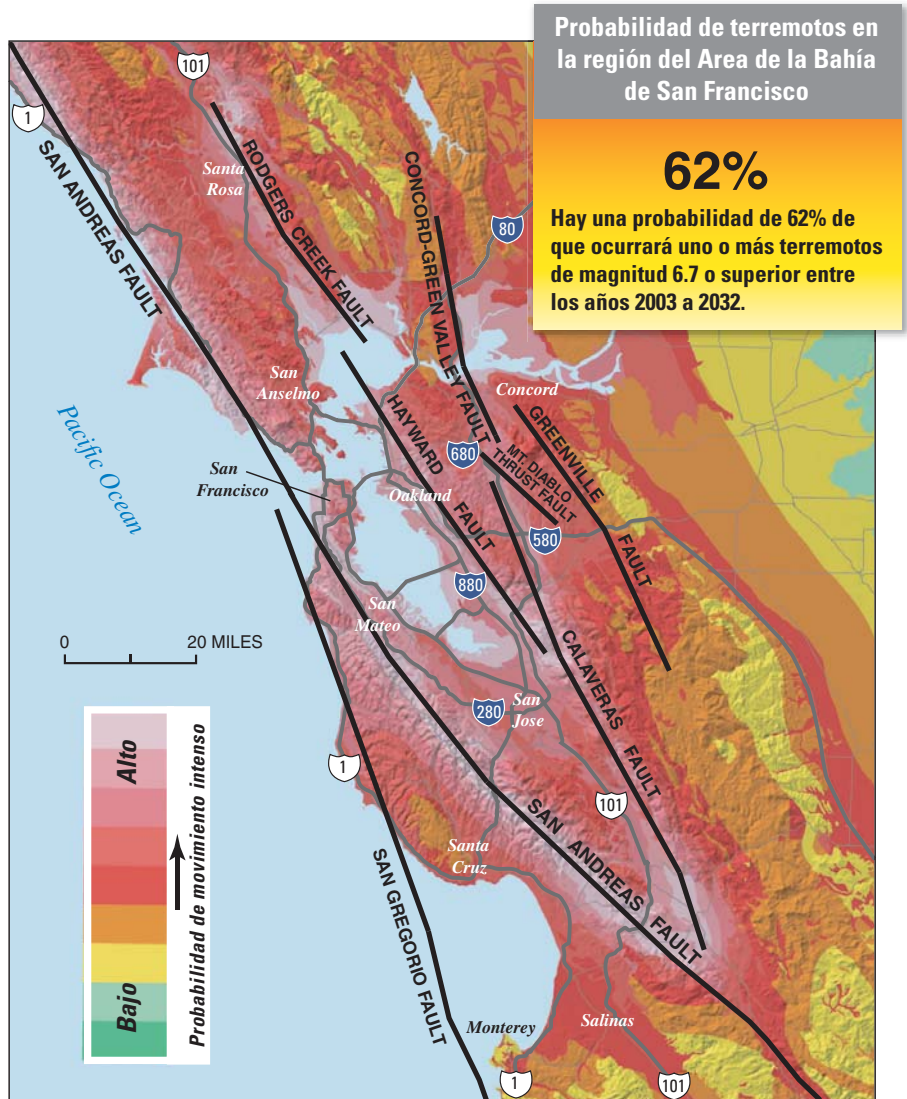 Probabilidad de terremotos en
la región del Area de la Bahía
de San Francisco
62%
Hay una probabilidad de 62% de
que ocurrará uno o más terremotos
de magnitud 6.7 o superior entre
los años 2003 a 2032.
101
1
SAN ANDREAS FAULT
Santa
Rosa
RODGERS CREEK FAULT
CONCORD-GREEN VALLEY FAULT
80
San
Anselmo
Concord
Pacific Ocean
HAYWARD FAULT
680
MT. DIABLO
THRUST FAULT
GREENVILLE FAULT
San
Francisco
Oakland
580
880
San
Mateo
0 20 MILES
CALAVERAS FAULT
San
Jose
280
1
101
Alto
Bajo
Probabilidad de movimiento intenso
Santa
Cruz
SAN ANDREAS FAULT
SAN GREGORIO FAULT
Monterey
Salinas
1
101